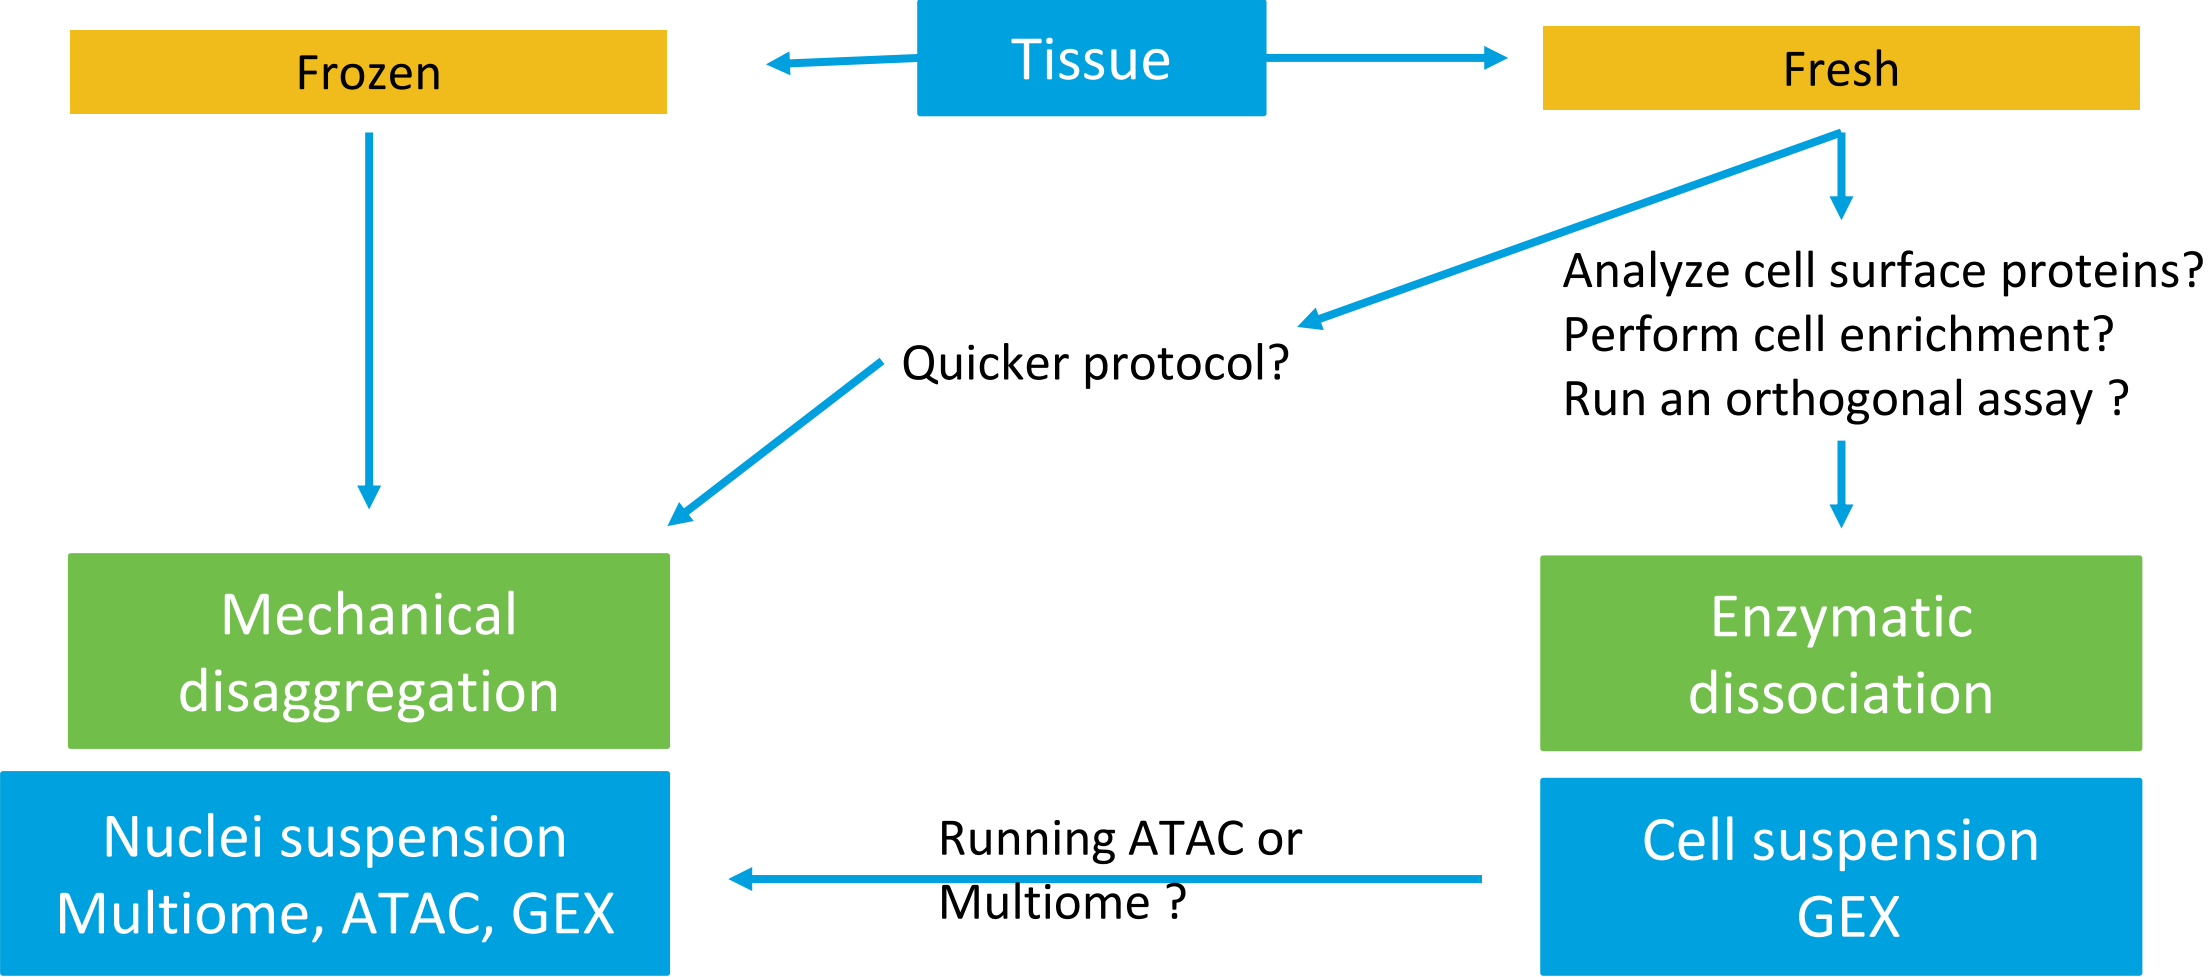 Tissue
Frozen
Fresh
Analyze cell surface proteins?
Perform cell enrichment?
Run an orthogonal assay ?
Quicker protocol?
Mechanical
disaggregation
Enzymatic
dissociation
Nuclei suspension
Multiome, ATAC, GEX
Running ATAC or
Multiome ?
Cell suspension
GEX